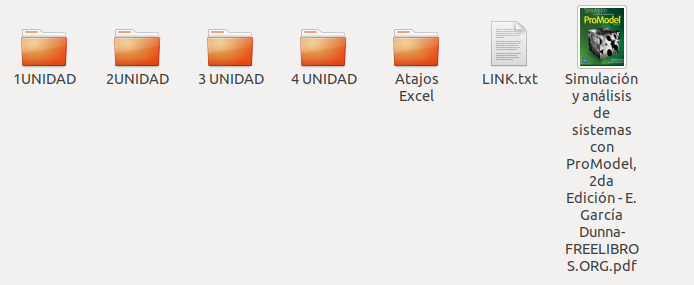 1UNIDAD
2UNIDAD
3 UNIDAD
4 UNIDAD
Atajos
Excel
LINK.txt
Simulación
ProModel
Simulación
y análisis
de
sistemas
con
ProModel,
2da
Edición - E.
García
Dunna-
FREELIBRO
S.ORG.pdf